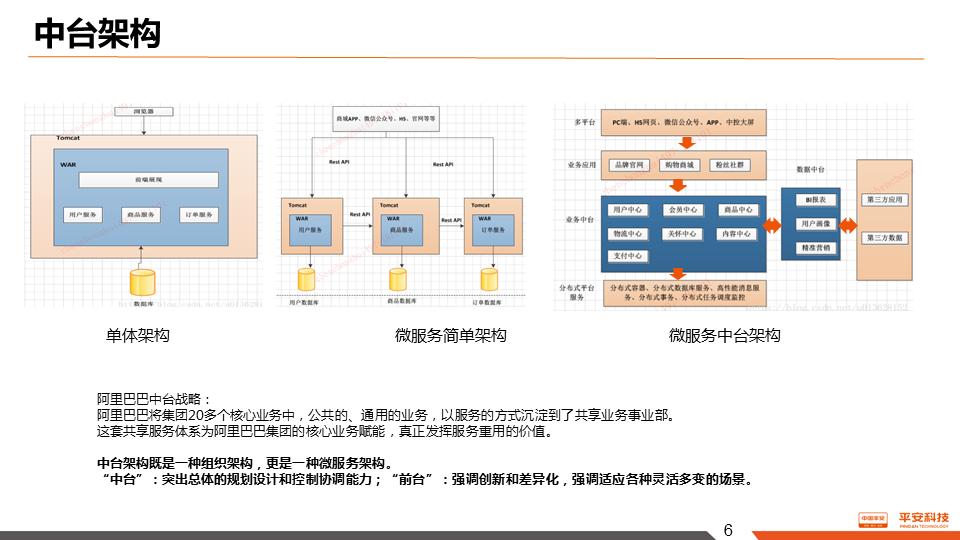 中台架构
浏览器
Tomcat
WAR
前端展现
用户服务
商品服务
订单服务
数据库
单体架构
商城APP、微信公众号、H5、官网等等
Rest API
Rest API
Tomcat
WAR
用户服务
Rest API
Tomcat
WAR
商品服务
Rest API
Tomcat
WAR
订单服务
用户数据库
商品数据库
订单数据库
微服务简单架构
多平台
PC端、H5网页、微信公众号、APP、中控大屏
业务应用
品牌官网
购物商城
粉丝社群
业务中台
用户中心
会员中心
商品中心
物流中心
关怀中心
内容中心
支付中心
数据中台
BI报表
用户画像
精准营销
第三方应用
第三方数据
分布式平台
服务
分布式容器、分布式数据库服务、高性能消息服
务、分布式事务、分布式任务调度监控
微服务中台架构
阿里巴巴中台战略：
阿里巴巴将集团20多个核心业务中，公共的、通用的业务，以服务的方式沉淀到了共享业务事业部。
这套共享服务体系为阿里巴巴集团的核心业务赋能，真正发挥服务重用的价值。
中台架构既是一种组织架构，更是一种微服务架构。
“中台”：突出总体的规划设计和控制协调能力；“前台”：强调创新和差异化，强调适应各种灵活多变的场景。
6
中国平安
平安科技
PINGAN TECHNOLOGY